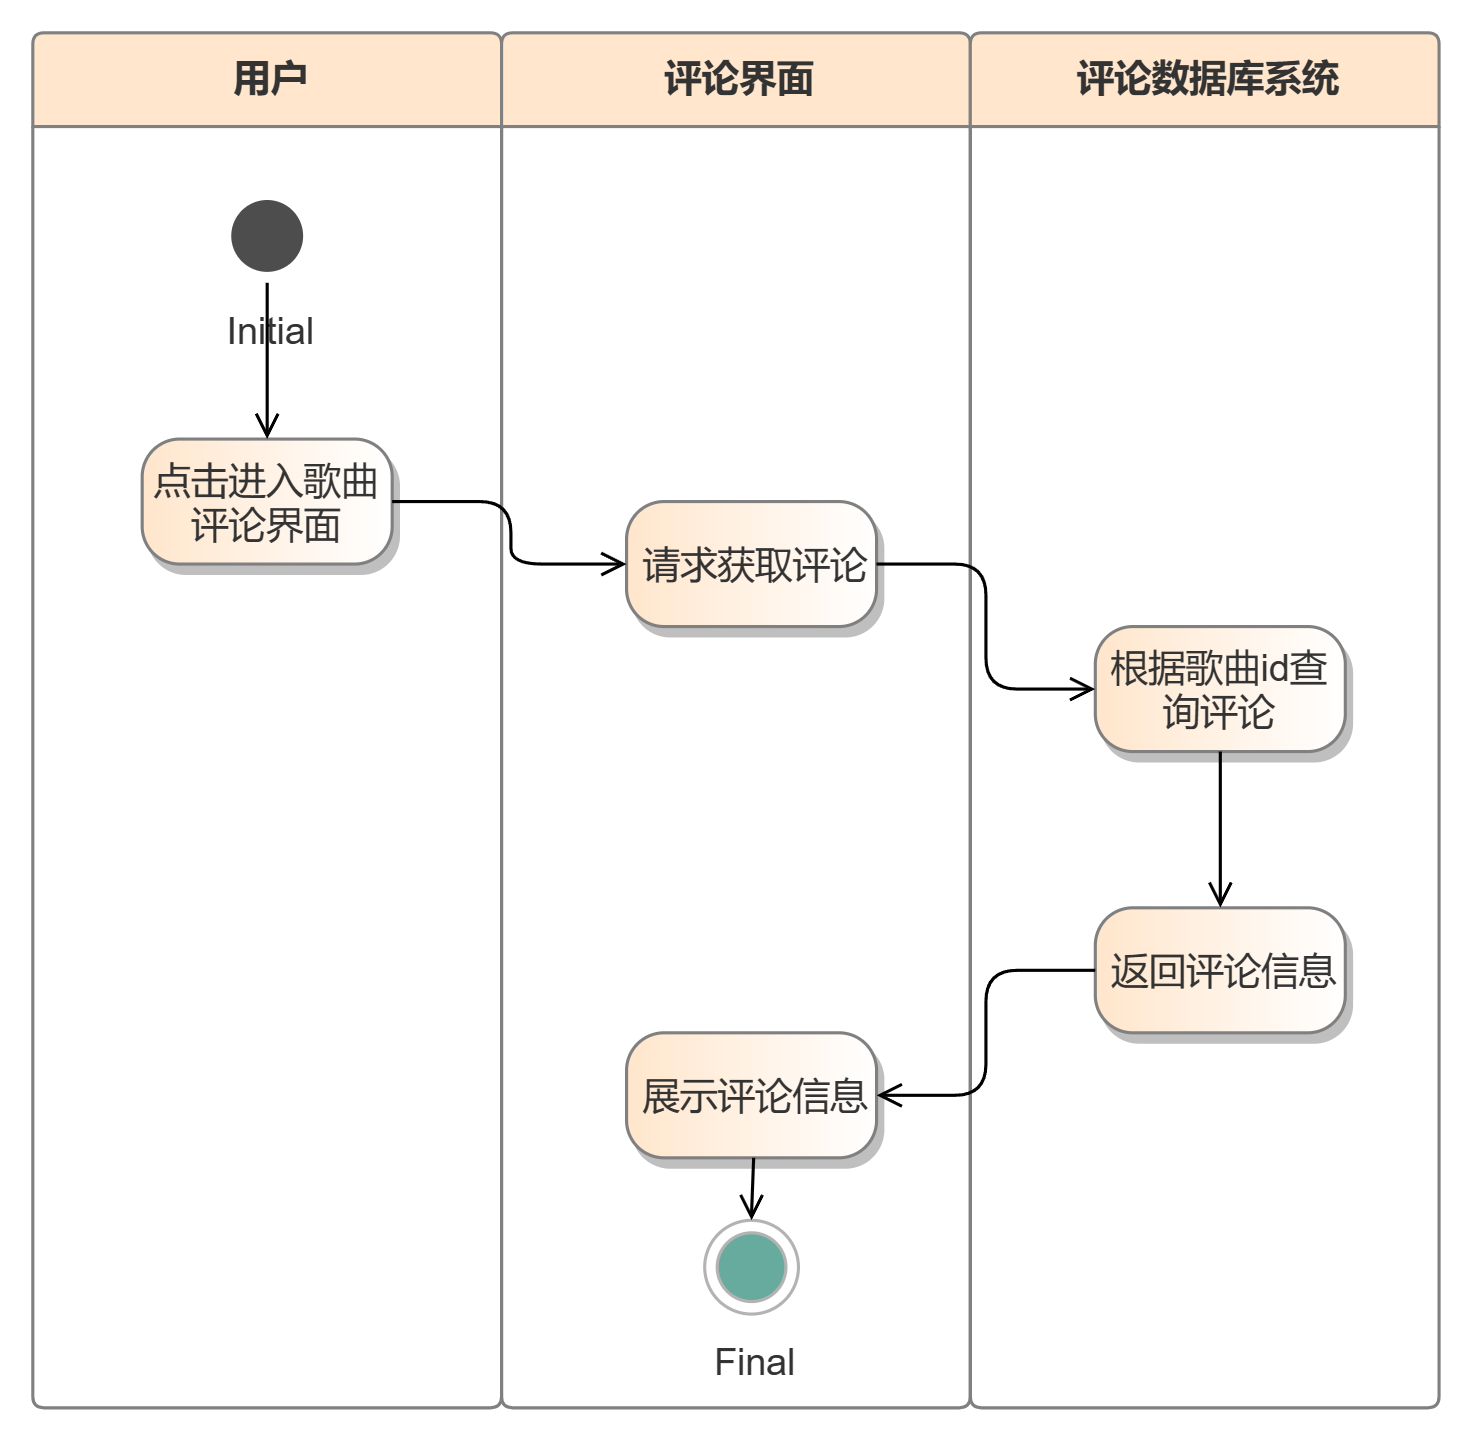 用户
评论界面
评论数据库系统
Initial
点击进入歌曲
评论界面
请求获取评论
根据歌曲id查
询评论
返回评论信息
展示评论信息
Final